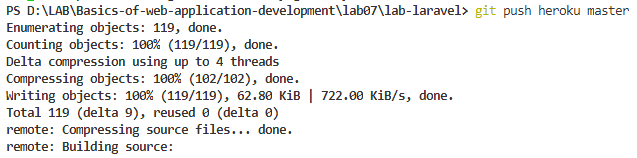 PS D:\LAB\Basics-of-web-application-development\lab07\lab-laravel> git push heroku master
Enumerating objects: 119, done.
Counting objects: 100% (119/119), done.
Delta compression using up to 4 threads
Compressing objects: 100% (102/102), done.
Writing objects: 100% (119/119), 62.80 KiB | 722.00 KiB/s, done.
Total 119 (delta 9), reused 0 (delta 0)
remote: Compressing source files... done.
remote: Building source: